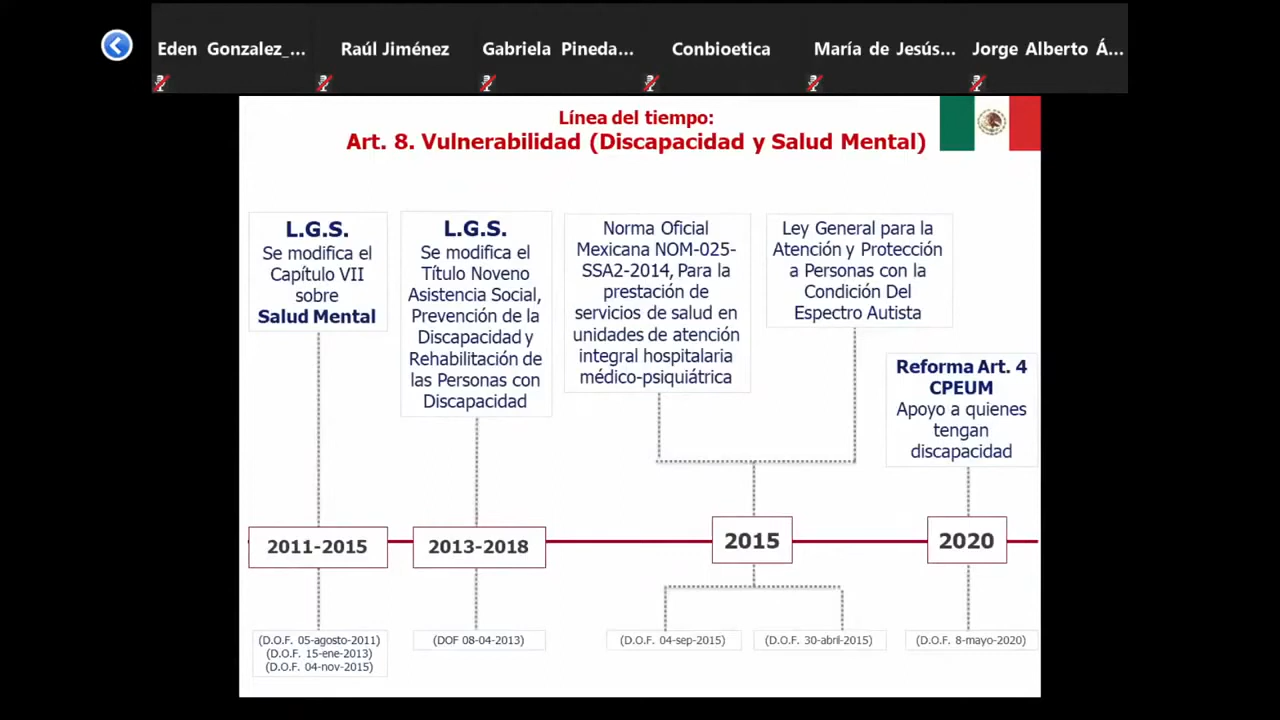 Eden Gonzalez_...
Raúl Jiménez
Gabriela Pineda...
Conbioetica
María de Jesús...
Jorge Alberto Á...
Línea del tiempo:
Art. 8. Vulnerabilidad (Discapacidad y Salud Mental)
L.G.S.
Se modifica el
Capítulo VII
sobre
Salud Mental
L.G.S.
Se modifica el
Título Noveno
Asistencia Social,
Prevención de la
Discapacidad y
Rehabilitación de
las Personas con
Discapacidad
Norma Oficial
Mexicana NOM-025-
SSA2-2014, Para la
prestación de
servicios de salud en
unidades de atención
integral hospitalaria
médico-psiquiátrica
Ley General para la
Atención y Protección
a Personas con la
Condición Del
Espectro Autista
Reforma Art. 4
CPEUM
Apoyo a quienes
tengan
discapacidad
2011-2015
2013-2018
2015
2020
(D.O.F. 05-agosto-2011)
(D.O.F. 15-ene-2013)
(D.O.F. 04-nov-2015)
(DOF 08-04-2013)
(D.O.F. 04-sep-2015)
(D.O.F. 30-abril-2015)
(D.O.F. 8-mayo-2020)